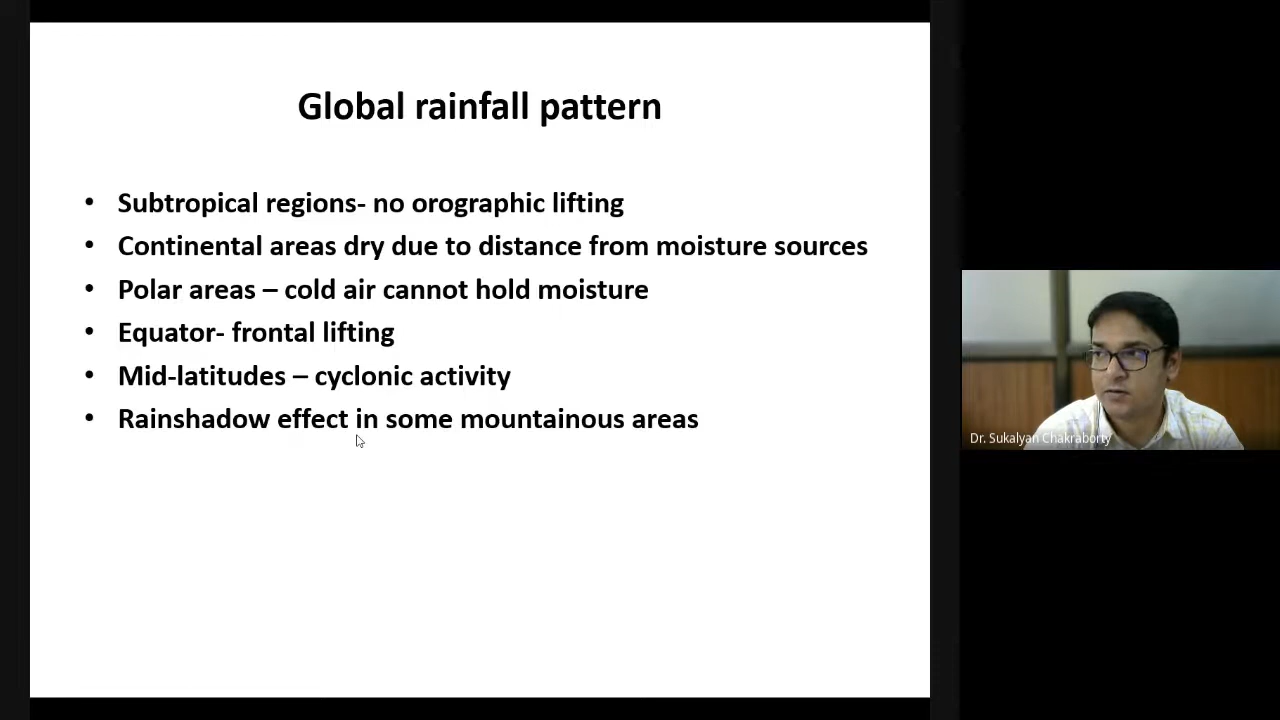 Global rainfall pattern
• Subtropical regions- no orographic lifting
• Continental areas dry due to distance from moisture sources
• Polar areas – cold air cannot hold moisture
• Equator- frontal lifting
• Mid-latitudes – cyclonic activity
• Rainshadow effect in some mountainous areas
Dr. Sukalyan Chakraborty